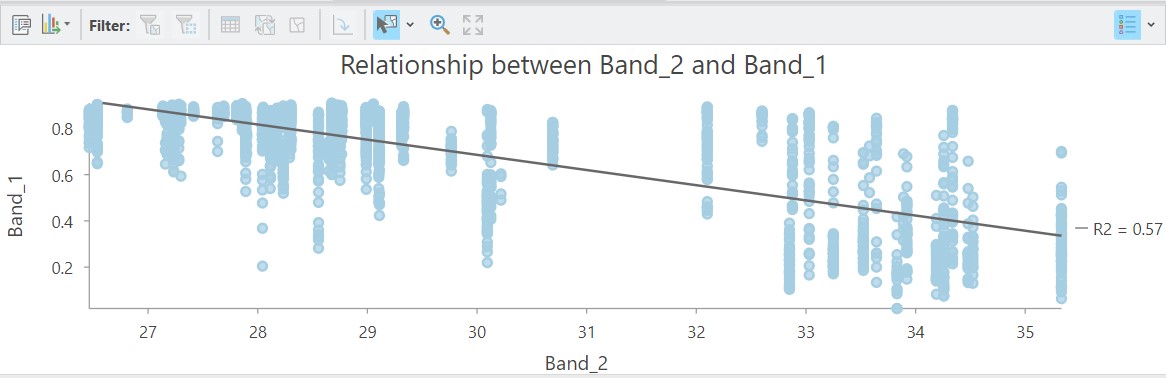 Filter:
Relationship between Band_2 and Band_1
0.8
0.6
0.4
0.2
Band_1
R2 = 0.57
27 28 29 30 31 32 33 34 35
Band_2